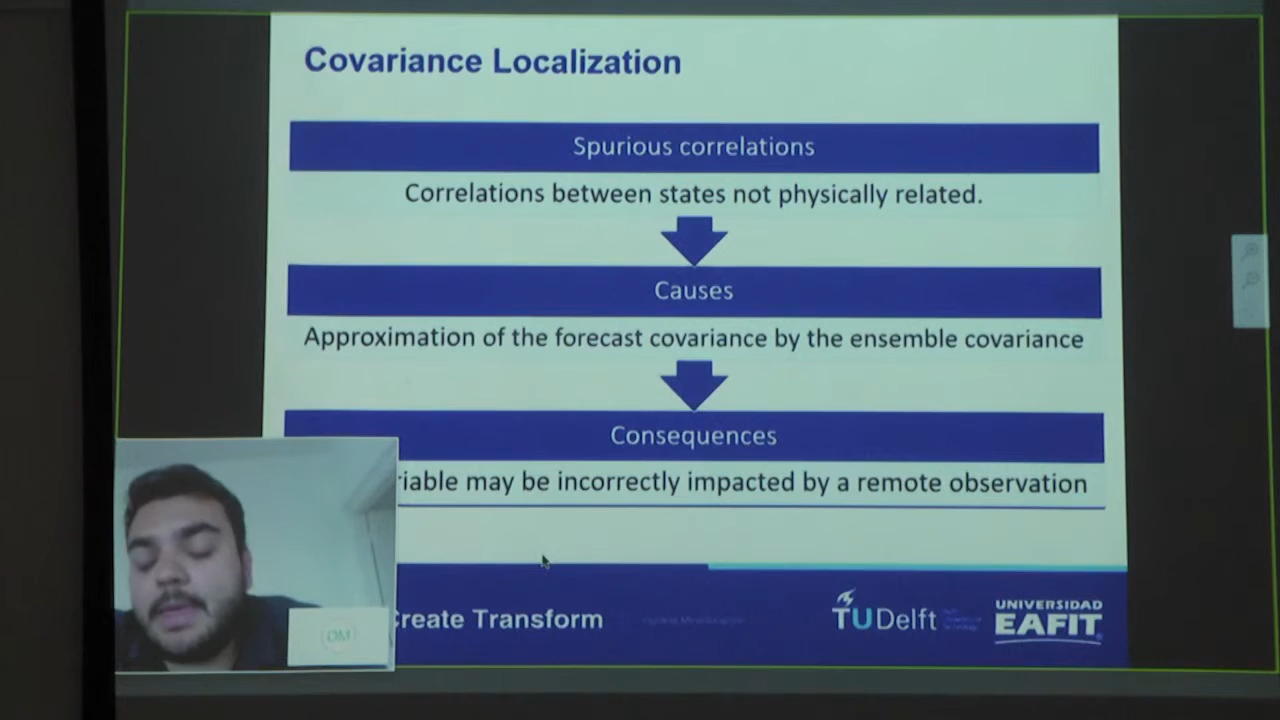 Covariance Localization
Spurious correlations
Correlations between states not physically related.
Causes
Approximation of the forecast covariance by the ensemble covariance
Consequences
riable may be incorrectly impacted by a remote observation
Create Transform
TUDelft
UNIVERSIDAD
EAFIT
OM